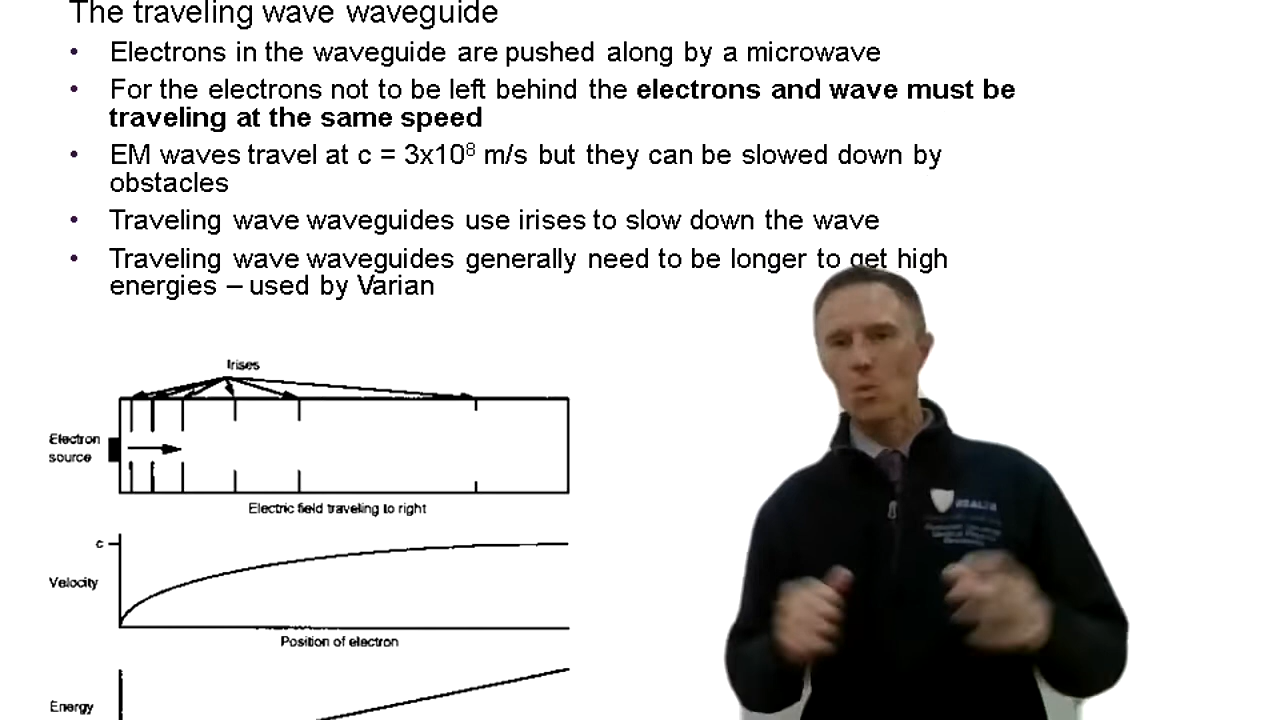 The traveling wave waveguide
• Electrons in the waveguide are pushed along by a microwave
• For the electrons not to be left behind the electrons and wave must be
traveling at the same speed
• EM waves travel at c = 3x10⁸ m/s but they can be slowed down by
obstacles
• Traveling wave waveguides use irises to slow down the wave
• Traveling wave waveguides generally need to be longer to get high
energies – used by Varian
Irises
Electron
source
Electric field traveling to right
c
Velocity
Position of electron
Energy
HEALTH